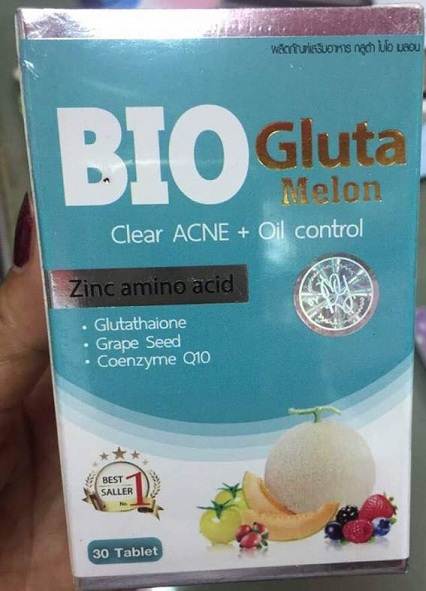 ผลิตภัณฑ์เสริมอาหาร กลูต้า ไบโอ เมลอน
BIO Gluta
Melon
Clear ACNE + Oil control
Zinc amino acid
• Glutathaione
• Grape Seed
• Coenzyme Q10
BEST
SALLER
No. 1
30 Tablet